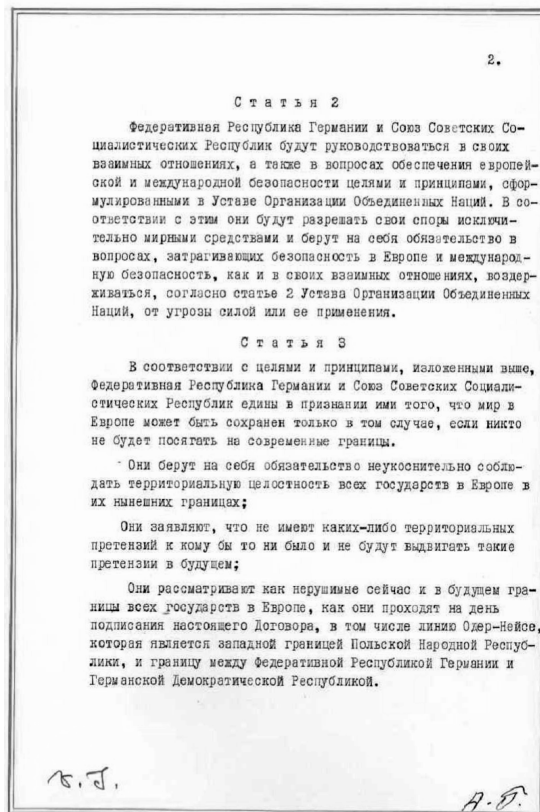 2.
Статья 2
Федеративная Республика Германии и Союз Советских Со-
циалистических Республик будут руководствоваться в своих
взаимных отношениях, а также в вопросах обеспечения европей-
ской и международной безопасности целями и принципами, сфор-
мулированными в Уставе Организации Объединенных Наций. В со-
ответствии с этим они будут разрешать свои споры исключи-
тельно мирными средствами и берут на себя обязательство в
вопросах, затрагивающих безопасность в Европе и международ-
ную безопасность, как и в своих взаимных отношениях, воздер-
живаться, согласно статье 2 Устава Организации Объединенных
Наций, от угрозы силой или ее применения.
Статья 3
В соответствии с целями и принципами, изложенными выше,
Федеративная Республика Германии и Союз Советских Социали-
стических Республик едины в признании ими того, что мир в
Европе может быть сохранен только в том случае, если никто
не будет посягать на современные границы.
Они берут на себя обязательство неукоснительно соблю-
дать территориальную целостность всех государств в Европе в
их нынешних границах;
Они заявляют, что не имеют каких-либо территориальных
претензий к кому бы то ни было и не будут выдвигать такие
претензии в будущем;
Они рассматривают как нерушимые сейчас и в будущем гра-
ницы всех государств в Европе, как они проходят на день
подписания настоящего Договора, в том числе линию Одер-Нейсе,
которая является западной границей Польской Народной Респуб-
лики, и границу между Федеративной Республикой Германии и
Германской Демократической Республикой.